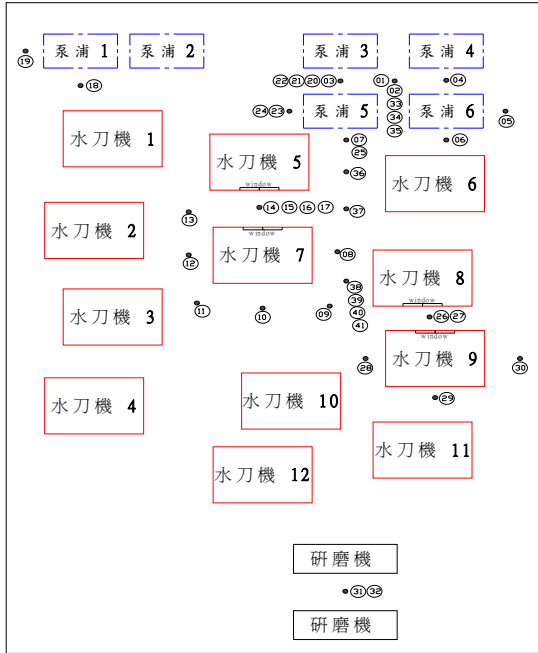 泵浦 1
泵浦 2
泵浦 3
泵浦 4
19
18
22 21 20 03
01
02
33
34
35
04
24 23
泵浦 5
泵浦 6
05
水刀機 1
07
25
06
水刀機 5
window
水刀機 6
36
13
14 15 16 17
37
水刀機 2
window
水刀機 7
12
08
水刀機 8
window
38
39
40
41
水刀機 3
11
10
09
26 27
window
水刀機 9
28
30
水刀機 4
水刀機 10
29
水刀機 11
水刀機 12
研磨機
31 32
研磨機